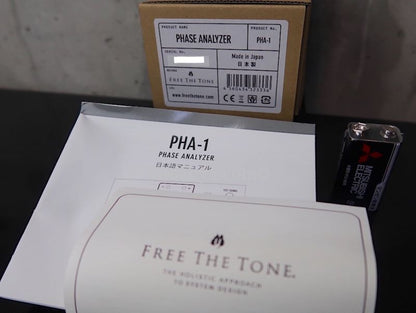 PRODUCT NAME
PHASE ANALYZER
PRODUCT NO.
PHA-1
SERIAL No.
Made in Japan
日本製
FREE THE TONE
www.freethetone.com
PHA-1
PHASE ANALYZER
日本語マニュアル
MITSUBISHI
ELECTRIC
FREE THE TONE®
THE HOLISTIC APPROACH
TO SYSTEM DESIGN